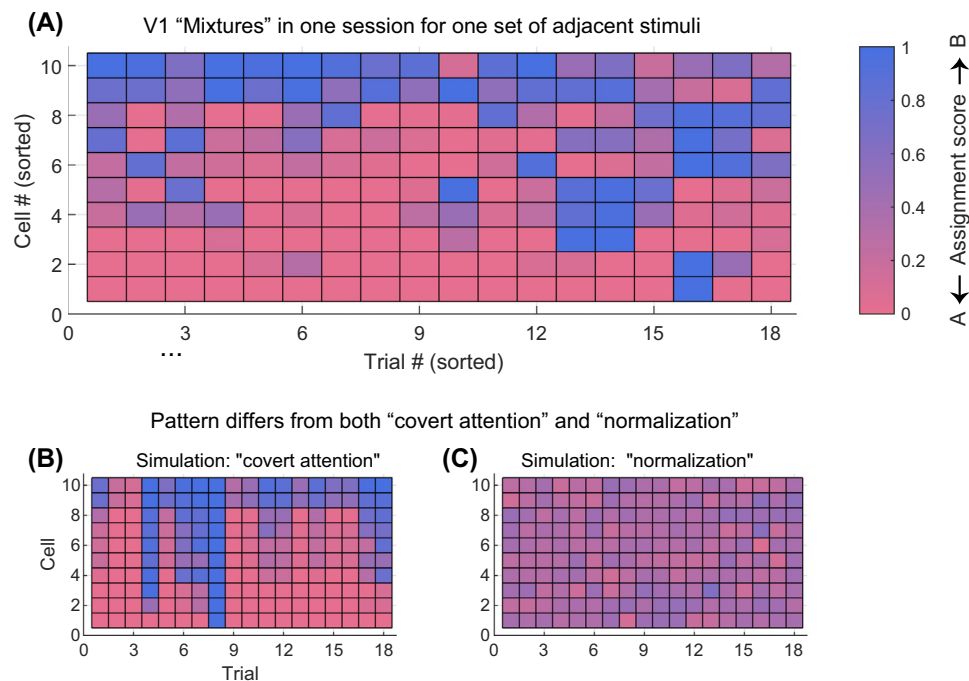 (A) V1 “Mixtures” in one session for one set of adjacent stimuli
10
8
6
4
2
0
Cell # (sorted)
0 3 6 9 12 15 18
...
Trial # (sorted)
1
0.8
0.6
0.4
0.2
0
A ← Assignment score → B
Pattern differs from both “covert attention” and “normalization”
(B) Simulation: "covert attention"
10
8
6
4
2
0
Cell
0 3 6 9 12 15 18
Trial
(C) Simulation: "normalization"
10
8
6
4
2
0
0 3 6 9 12 15 18